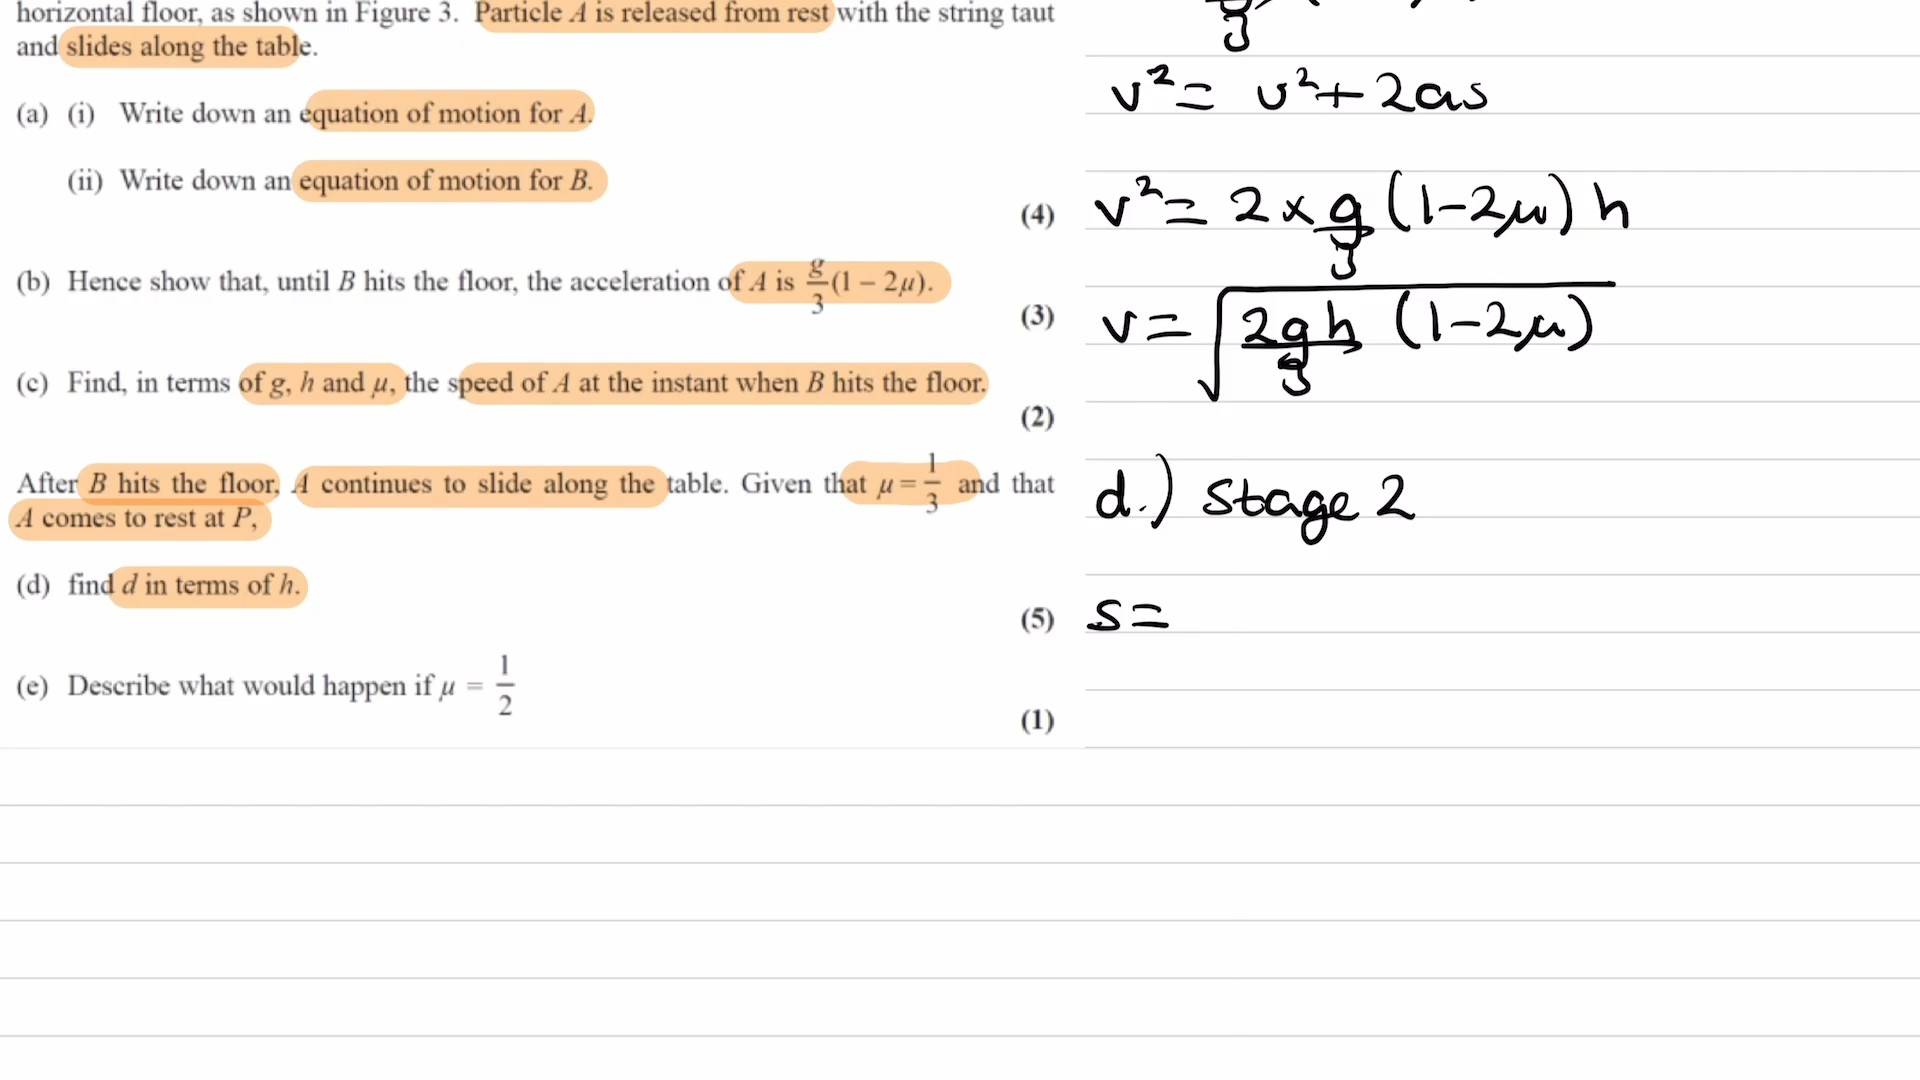 horizontal floor, as shown in Figure 3. Particle A is released from rest with the string taut
and slides along the table.
(a) (i) Write down an equation of motion for A.
(ii) Write down an equation of motion for B.
(4)
(b) Hence show that, until B hits the floor, the acceleration of A is g/3(1 – 2μ).
(3)
(c) Find, in terms of g, h and μ, the speed of A at the instant when B hits the floor.
(2)
After B hits the floor, A continues to slide along the table. Given that μ = 1/3 and that
A comes to rest at P,
(d) find d in terms of h.
(5)
(e) Describe what would happen if μ = 1/2
(1)
v² = u² + 2as
v² = 2 × g/3 (1-2μ) h
v = √(2gh/3 (1-2μ))
d.) Stage 2
s =